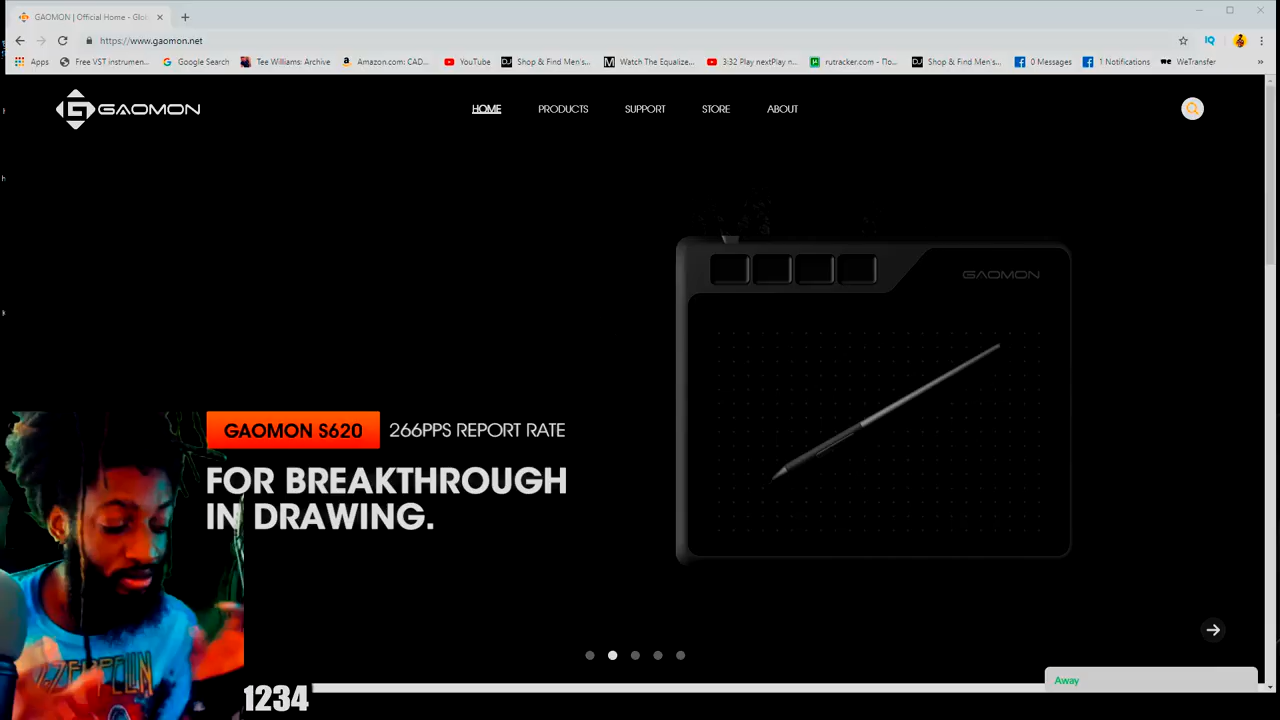 GAOMON | Official Home - Glob
https://www.gaomon.net
Apps
Free VST instrumen...
Google Search
Tee Williams: Archive
Amazon.com: CAD...
YouTube
Shop & Find Men's...
Watch The Equalize...
3:32 Play nextPlay n...
rutracker.com - По...
Shop & Find Men's...
0 Messages
1 Notifications
WeTransfer
GAOMON
HOME
PRODUCTS
SUPPORT
STORE
ABOUT
GAOMON
GAOMON S620
266PPS REPORT RATE
FOR BREAKTHROUGH
IN DRAWING.
ZEPPELIN
1234
Away